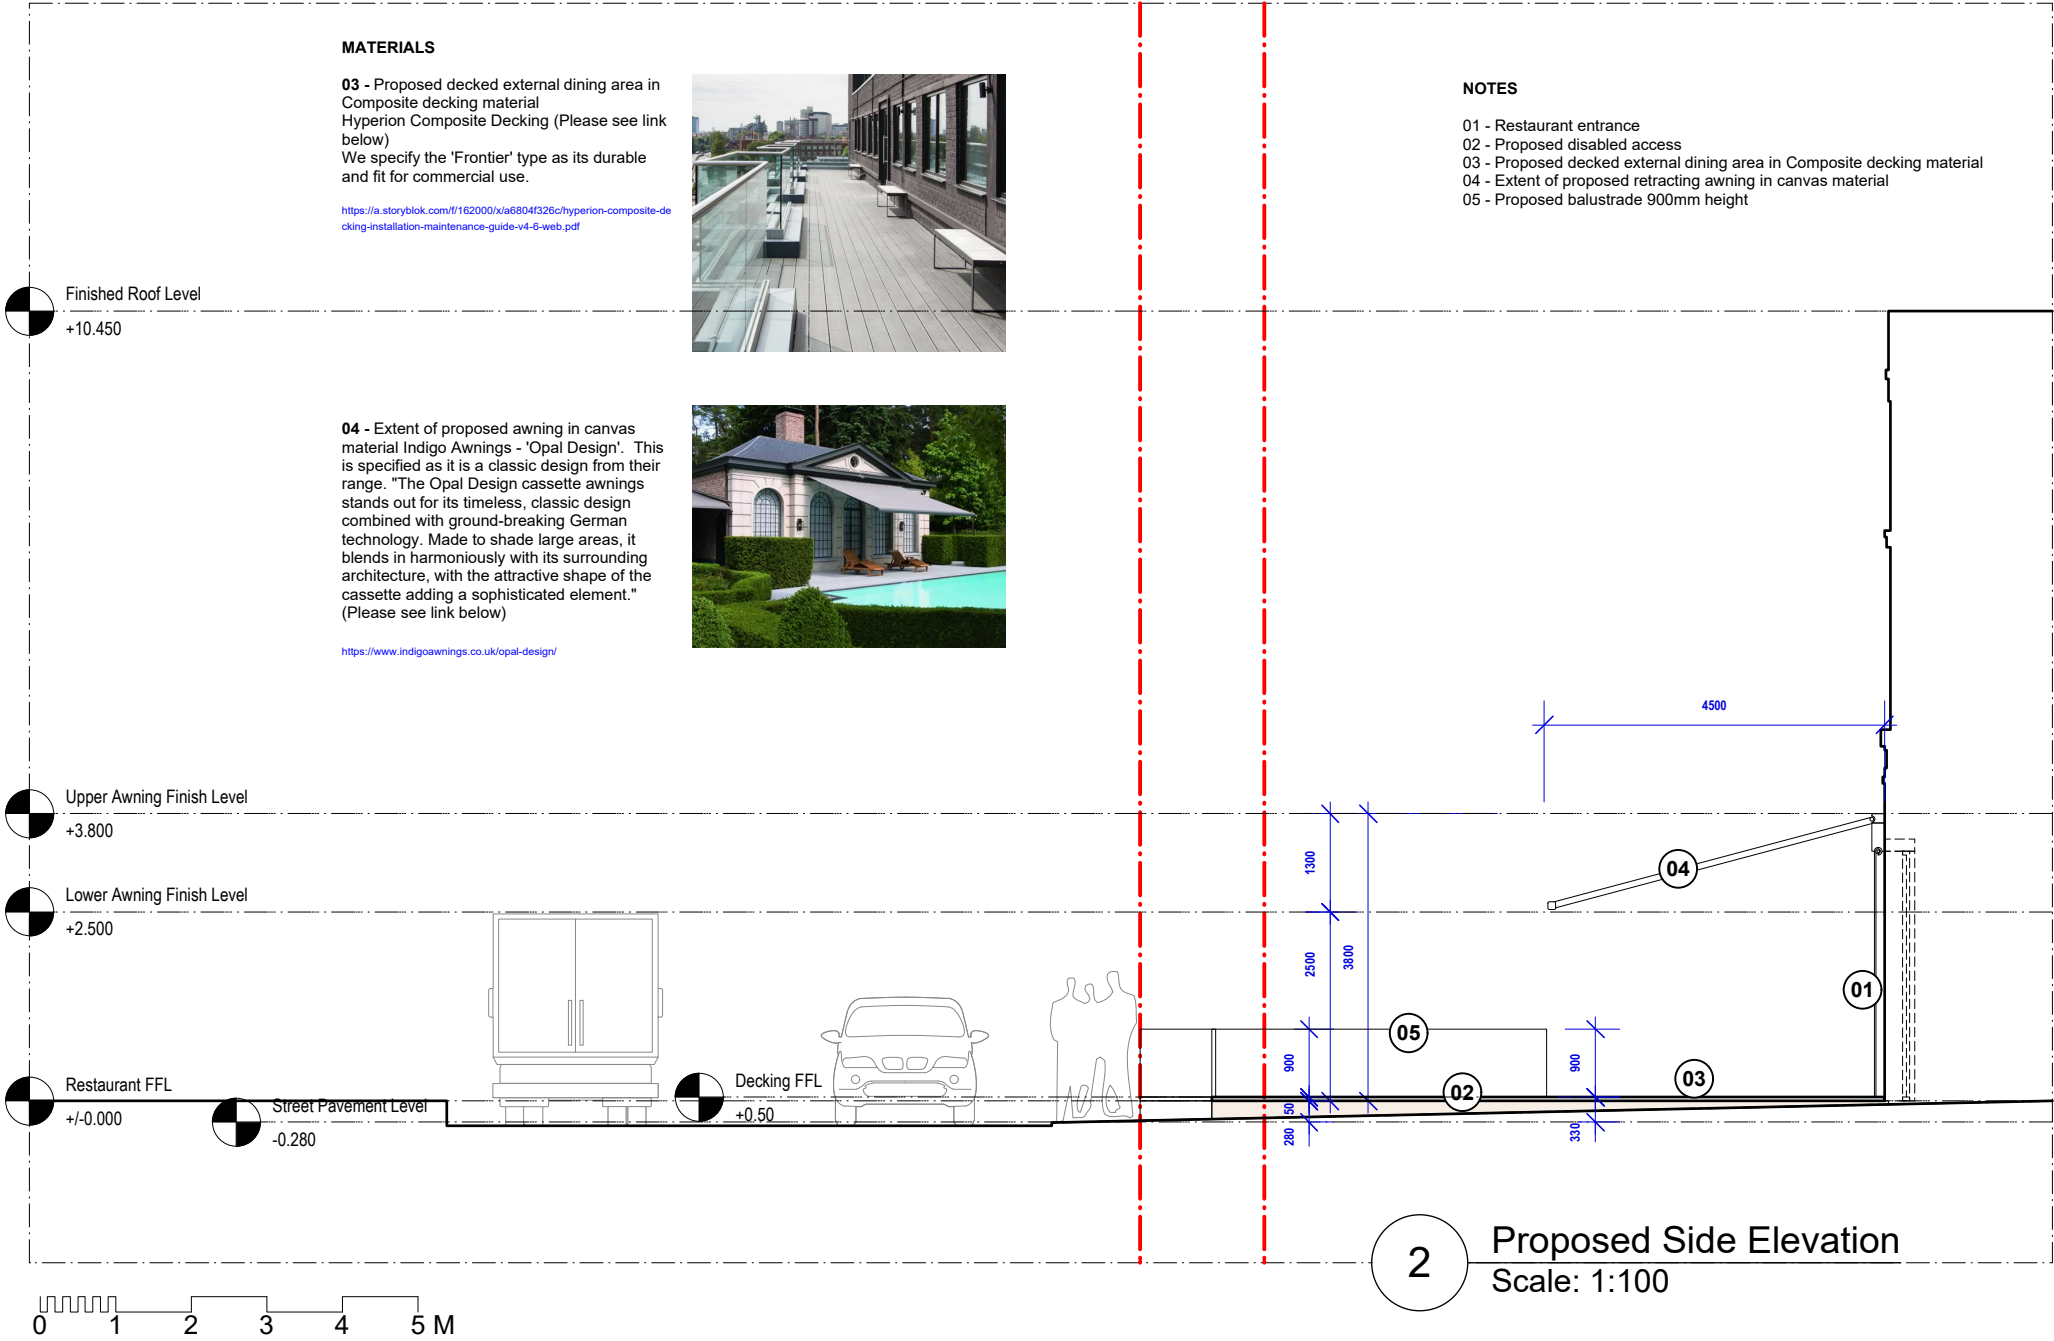 MATERIALS
03 - Proposed decked external dining area in
Composite decking material
Hyperion Composite Decking (Please see link
below)
We specify the 'Frontier' type as its durable
and fit for commercial use.
https://a.storyblok.com/f/162000/x/a6804f326c/hyperion-composite-de
cking-installation-maintenance-guide-v4-6-web.pdf
NOTES
01 - Restaurant entrance
02 - Proposed disabled access
03 - Proposed decked external dining area in Composite decking material
04 - Extent of proposed retracting awning in canvas material
05 - Proposed balustrade 900mm height
Finished Roof Level
+10.450
04 - Extent of proposed awning in canvas
material Indigo Awnings - 'Opal Design'.  This
is specified as it is a classic design from their
range. "The Opal Design cassette awnings
stands out for its timeless, classic design
combined with ground-breaking German
technology. Made to shade large areas, it
blends in harmoniously with its surrounding
architecture, with the attractive shape of the
cassette adding a sophisticated element."
(Please see link below)
https://www.indigoawnings.co.uk/opal-design/
4500
Upper Awning Finish Level
+3.800
1300
04
Lower Awning Finish Level
+2.500
2500
3800
01
05
900
900
03
02
Restaurant FFL
+/-0.000
Street Pavement Level
-0.280
Decking FFL
+0.50
50
280
330
2
Proposed Side Elevation
Scale: 1:100
0 1 2 3 4 5 M